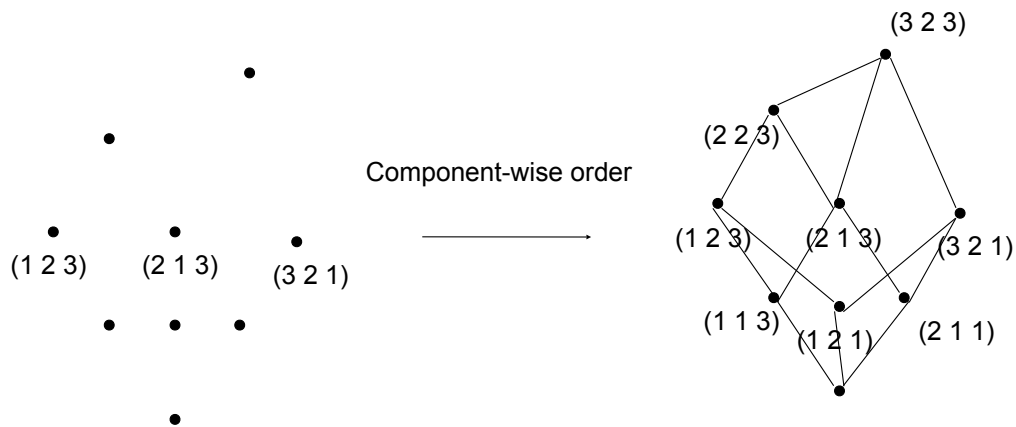 (3 2 3)
(2 2 3)
Component-wise order
(1 2 3)
(2 1 3)
(3 2 1)
(1 2 3)
(2 1 3)
(3 2 1)
(1 1 3)
(1 2 1)
(2 1 1)